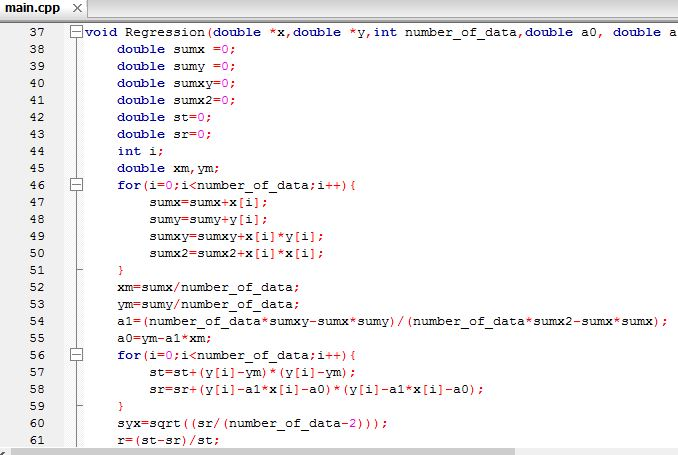 main.cpp
37 void Regression(double *x,double *y,int number_of_data,double a0, double a
38 double sumx =0;
39 double sumy =0;
40 double sumxy=0;
41 double sumx2=0;
42 double st=0;
43 double sr=0;
44 int i;
45 double xm,ym;
46 for(i=0;i<number_of_data;i++){
47 sumx=sumx+x[i];
48 sumy=sumy+y[i];
49 sumxy=sumxy+x[i]*y[i];
50 sumx2=sumx2+x[i]*x[i];
51 }
52 xm=sumx/number_of_data;
53 ym=sumy/number_of_data;
54 a1=(number_of_data*sumxy-sumx*sumy)/(number_of_data*sumx2-sumx*sumx);
55 a0=ym-a1*xm;
56 for(i=0;i<number_of_data;i++){
57 st=st+(y[i]-ym)*(y[i]-ym);
58 sr=sr+(y[i]-a1*x[i]-a0)*(y[i]-a1*x[i]-a0);
59 }
60 syx=sqrt((sr/(number_of_data-2)));
61 r=(st-sr)/st;